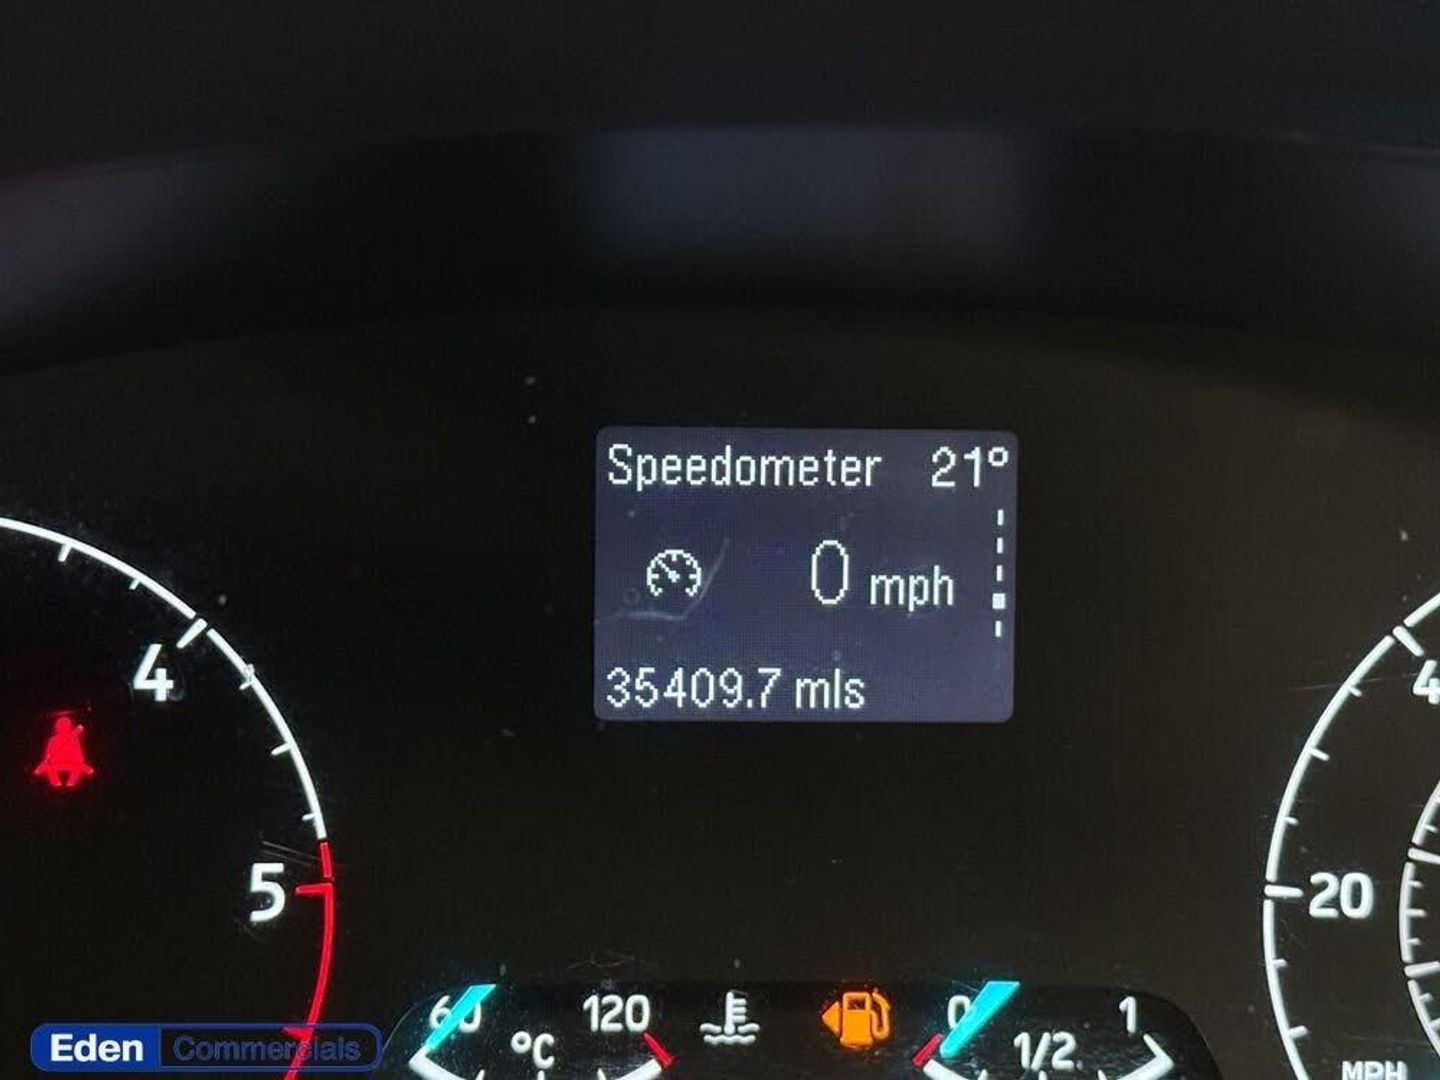 Speedometer 21°
0 mph
35409.7 mls
4
5
4
20
MPH
60 120
°C
0 1/2 1
Eden Commercials